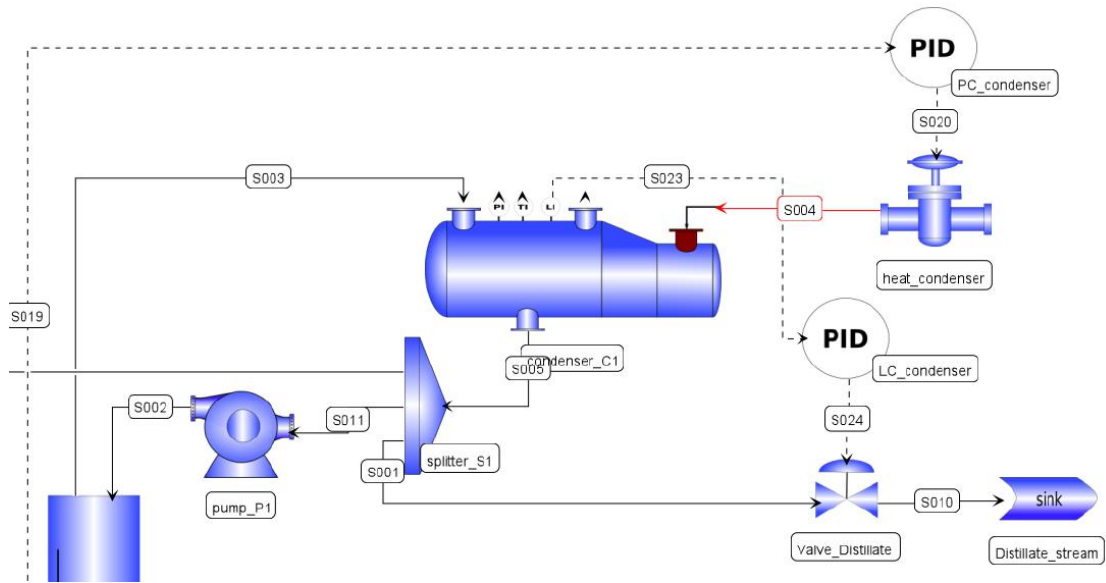 PID
PC_condenser
S020
S003
S023
PI
TI
LI
S004
heat_condenser
S019
PID
condenser_C1
S005
LC_condenser
S002
S011
S024
splitter_S1
S001
pump_P1
S010
sink
Valve_Distillate
Distillate_stream